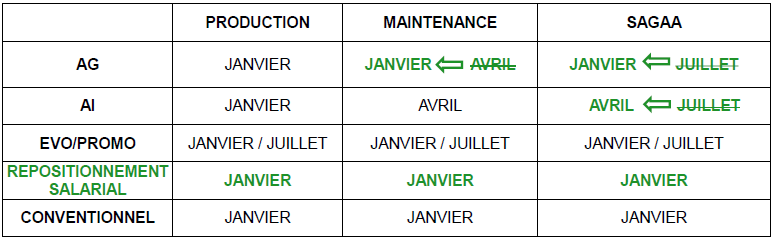 PRODUCTION MAINTENANCE SAGAA
AG JANVIER JANVIER AVRIL JANVIER JUILLET
AI JANVIER AVRIL AVRIL JUILLET
EVO/PROMO JANVIER / JUILLET JANVIER / JUILLET JANVIER / JUILLET
REPOSITIONNEMENT
SALARIAL JANVIER JANVIER JANVIER
CONVENTIONNEL JANVIER JANVIER JANVIER